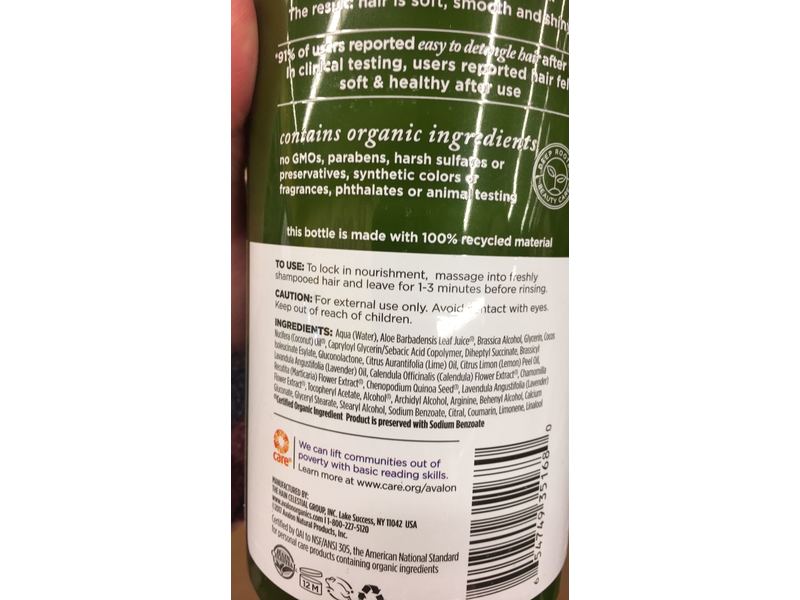 The result: hair is soft, smooth and shiny
*91% of users reported easy to detangle hair after
In clinical testing, users reported hair
soft & healthy after use
contains organic ingredients
no GMOs, parabens, harsh sulfates or
preservatives, synthetic colors or
fragrances, phthalates or animal testing
DEEP ROOT
BEAUTY CARE
this bottle is made with 100% recycled material
TO USE: To lock in nourishment, massage into freshly
shampooed hair and leave for 1-3 minutes before rinsing.
CAUTION: For external use only. Avoid contact with eyes.
Keep out of reach of children.
INGREDIENTS: Aqua (Water), Aloe Barbadensis Leaf Juice®, Brassica Alcohol, Glycerin, Cocos
Nucifera (Coconut) Oil®, Capryloyl Glycerin/Sebacic Acid Copolymer, Diheptyl Succinate, Brassicyl
Isoleucinate Esylate, Gluconolactone, Citrus Aurantifolia (Lime) Oil, Citrus Limon (Lemon) Peel Oil,
Lavandula Angustifolia (Lavender) Oil, Calendula Officinalis (Calendula) Flower Extract®, Chamomilla
Recutita (Matricaria) Flower Extract®, Chenopodium Quinoa Seed®, Lavendula Angustifolia (Lavender)
Flower Extract®, Tocopheryl Acetate, Alcohol®, Archidyl Alcohol, Arginine, Behenyl Alcohol, Calcium
Gluconate, Glyceryl Stearate, Stearyl Alcohol, Sodium Benzoate, Citral, Coumarin, Limonene, Linalool
®Certified Organic Ingredient Product is preserved with Sodium Benzoate
care®
We can lift communities out of
poverty with basic reading skills.
Learn more at www.care.org/avalon
MANUFACTURED BY:
THE HAIN CELESTIAL GROUP, INC. Lake Success, NY 11042 USA
www.avalonorganics.com | 1-800-227-5120
©2017 Avalon Natural Products, Inc.
Certified by QAI to NSF/ANSI 305, the American National Standard
for personal care products containing organic ingredients
12 M
6 54749 35168 0